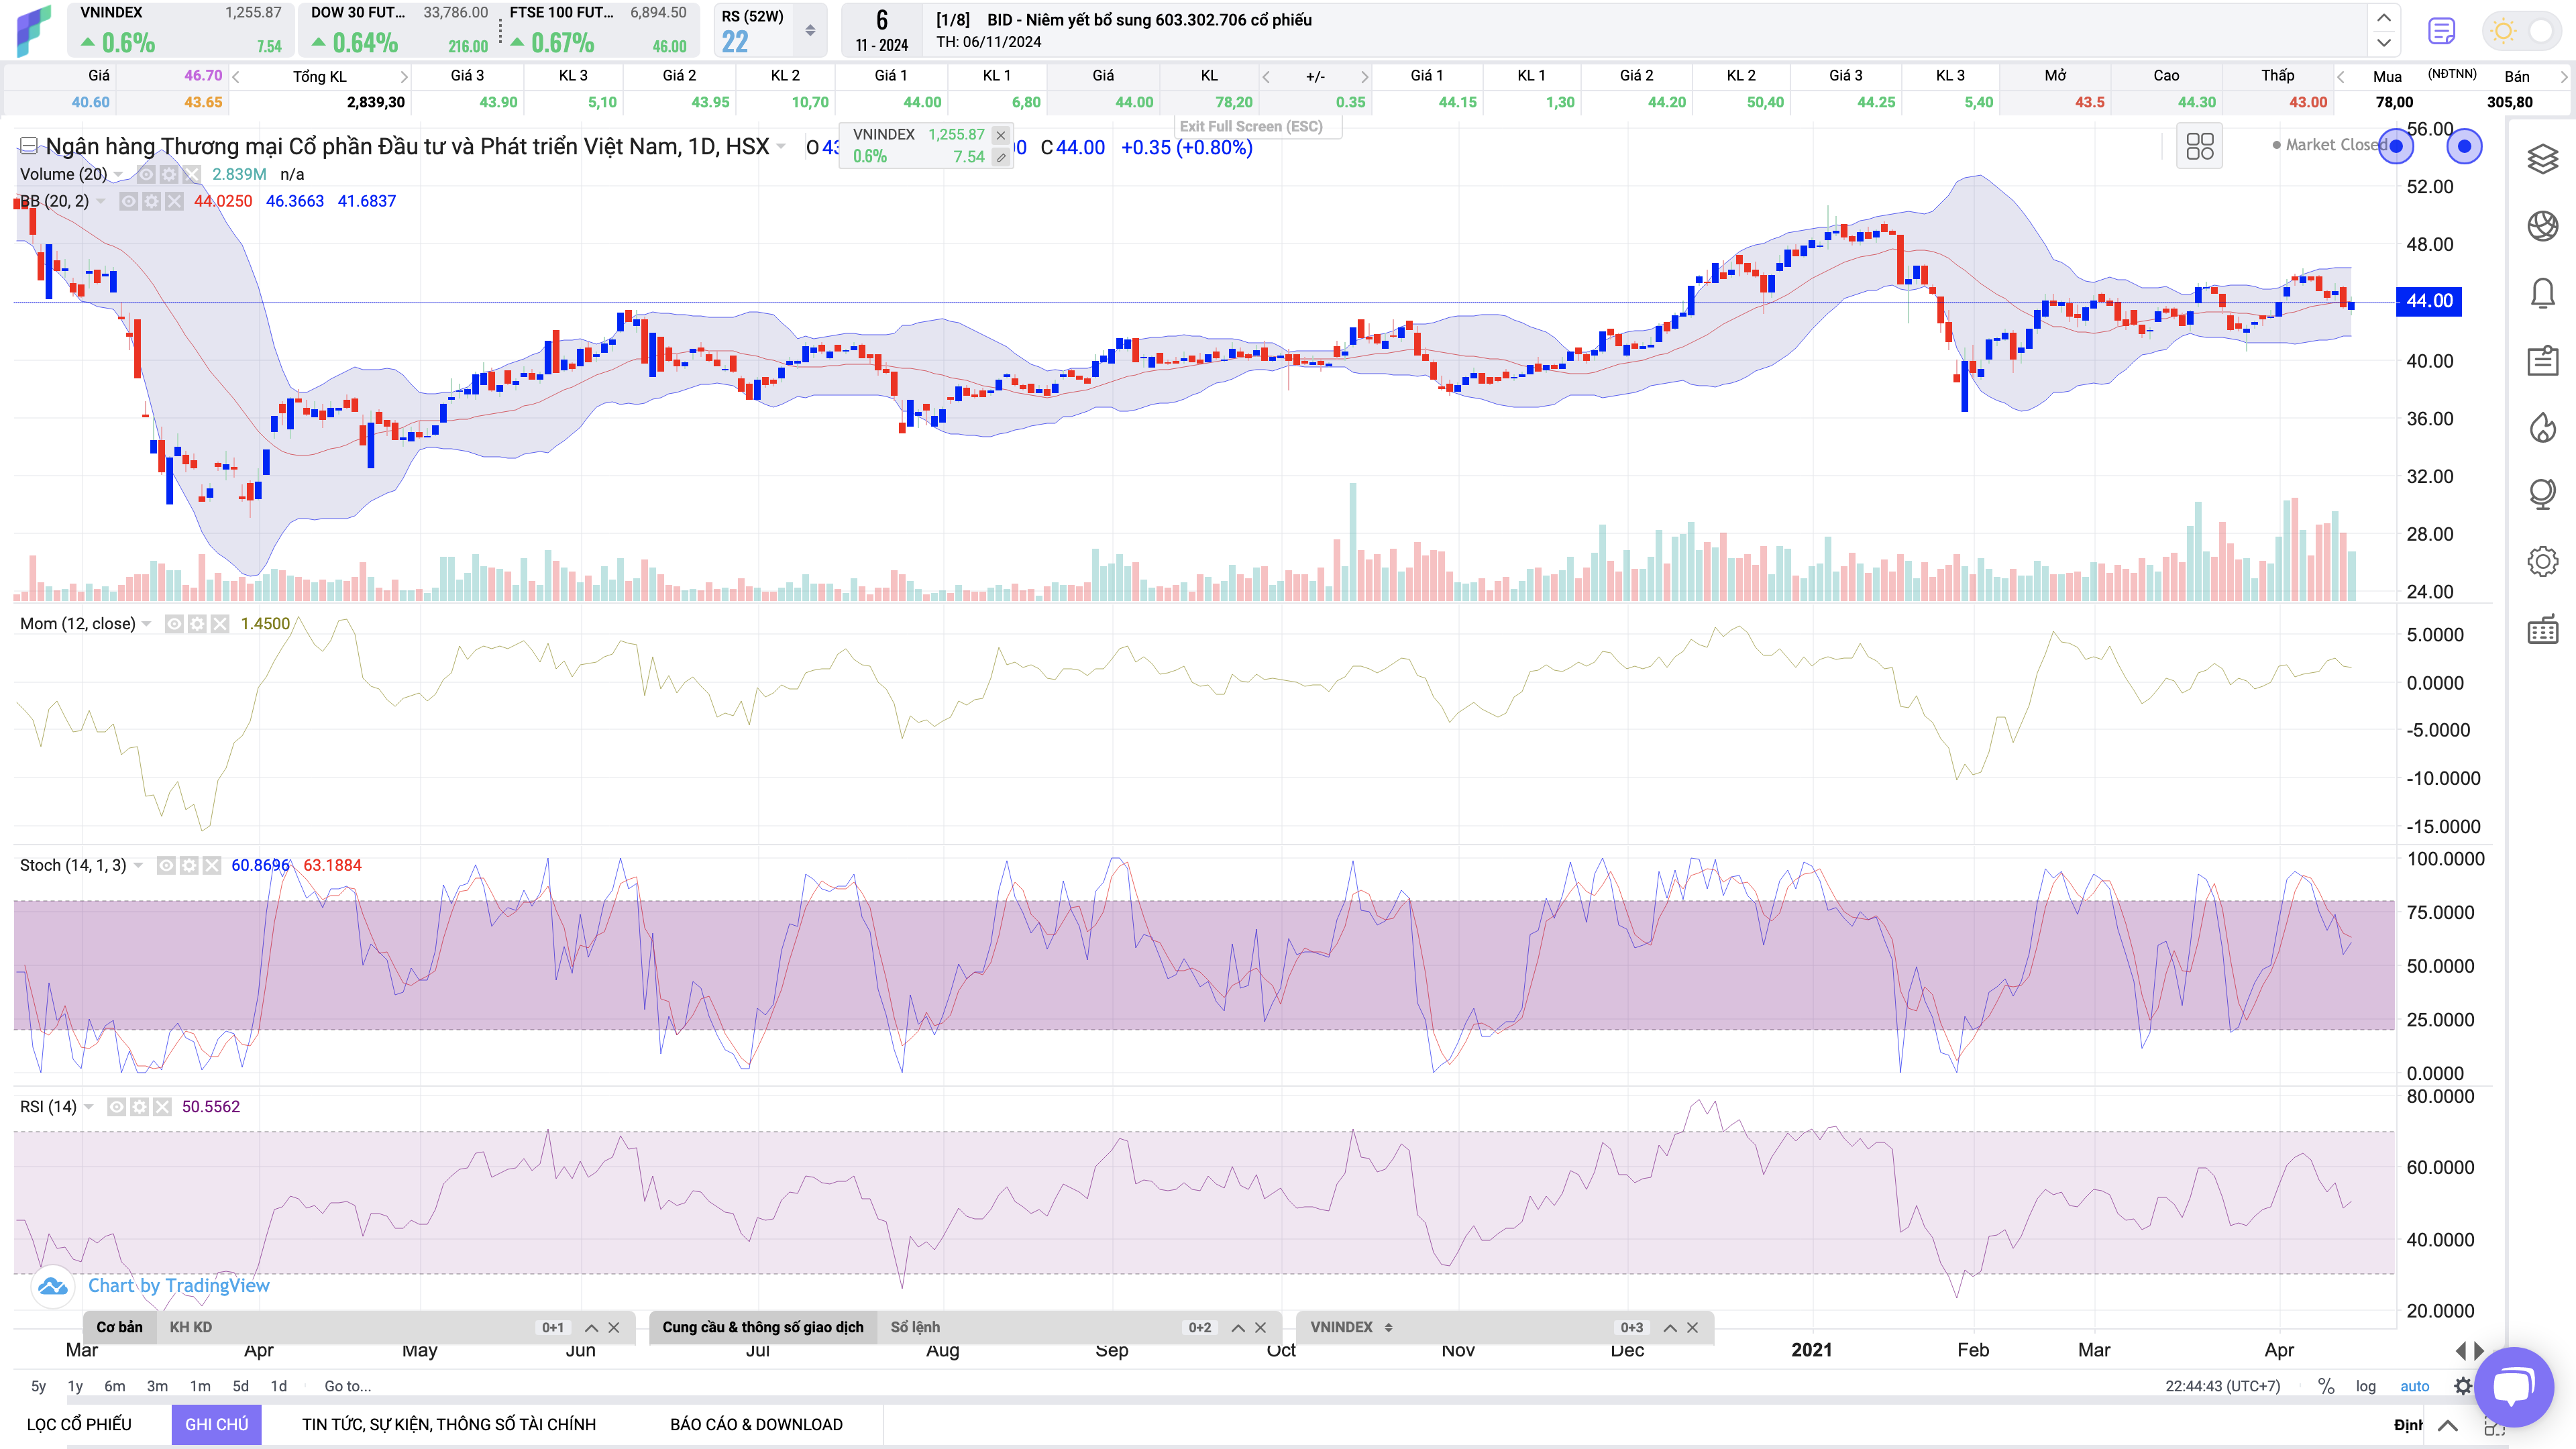 VNINDEX 1,255.87 DOW 30 FUT... 33,786.00 FTSE 100 FUT... 6,894.50 RS (52W) 6 [1/8] BID - Niêm yết bổ sung 603.302.706 cổ phiếu
0.6% 7.54 0.64% 216.00 0.67% 46.00 22 11 - 2024 TH: 06/11/2024
Giá 46.70 Tổng KL Giá 3 KL 3 Giá 2 KL 2 Giá 1 KL 1 Giá KL +/- Giá 1 KL 1 Giá 2 KL 2 Giá 3 KL 3 Mở Cao Thấp Mua (NĐTNN) Bán
40.60 43.65 2,839,30 43.90 5,10 43.95 10,70 44.00 6,80 44.00 78,20 0.35 44.15 1,30 44.20 50,40 44.25 5,40 43.5 44.30 43.00 78,00 305,80
Exit Full Screen (ESC)
VNINDEX 1,255.87
0.6% 7.54
Ngân hàng Thương mại Cổ phần Đầu tư và Phát triển Việt Nam, 1D, HSX O C44.00 +0.35 (+0.80%) Market Closed
Volume (20) 2.839M n/a
BB (20, 2) 44.0250 46.3663 41.6837
56.00
52.00
48.00
44.00
40.00
36.00
32.00
28.00
24.00
Mom (12, close) 1.4500
5.0000
0.0000
-5.0000
-10.0000
-15.0000
Stoch (14, 1, 3) 60.8696 63.1884
100.0000
75.0000
50.0000
25.0000
0.0000
RSI (14) 50.5562
80.0000
60.0000
40.0000
20.0000
Chart by TradingView
Cơ bản KH KD 0+1 Cung cầu & thông số giao dịch Sổ lệnh 0+2 VNINDEX 0+3
Mar Apr May Jun Jul Aug Sep Oct Nov Dec 2021 Feb Mar Apr
5y 1y 6m 3m 1m 5d 1d Go to... 22:44:43 (UTC+7) % log auto
LỌC CỔ PHIẾU GHI CHÚ TIN TỨC, SỰ KIỆN, THÔNG SỐ TÀI CHÍNH BÁO CÁO & DOWNLOAD